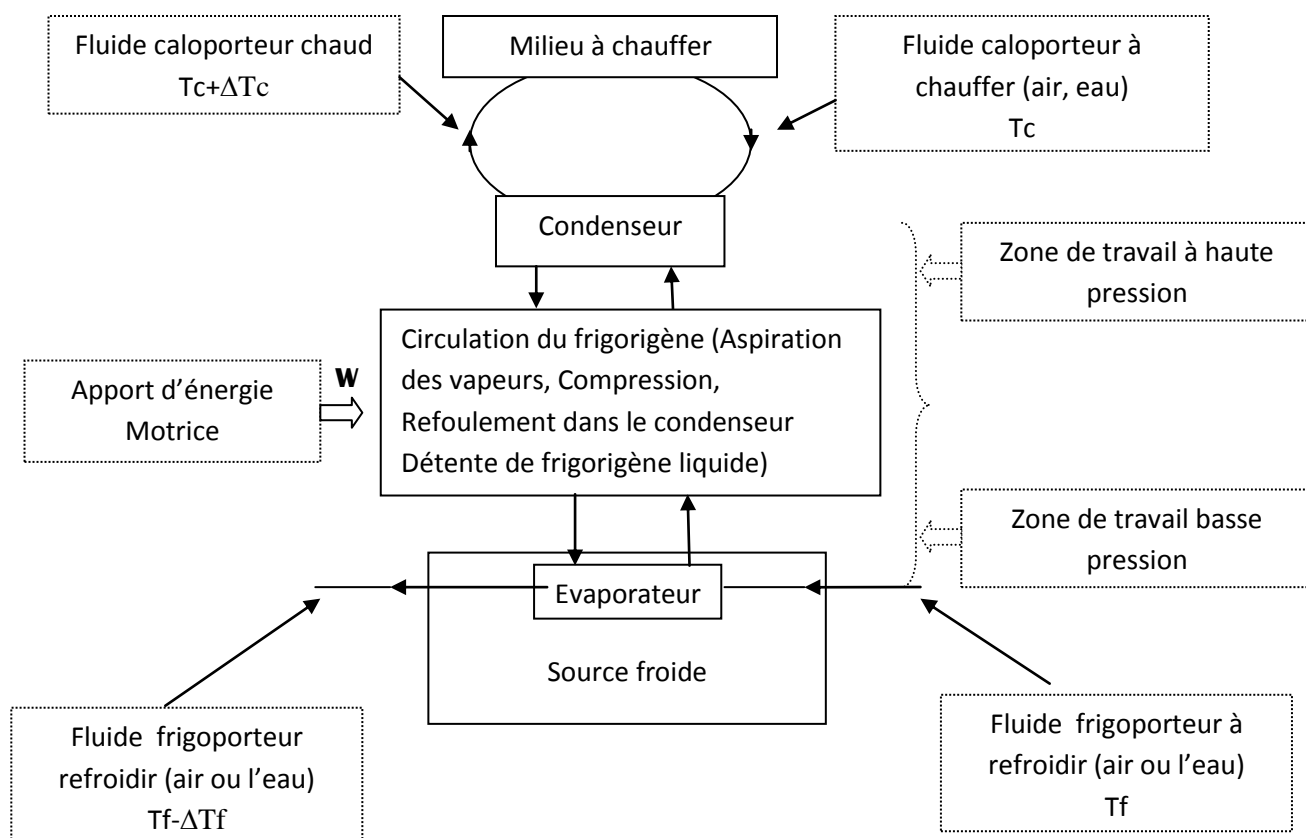 Fluide caloporteur chaud
Tc+ΔTc
Milieu à chauffer
Fluide caloporteur à
chauffer (air, eau)
Tc
Condenseur
Zone de travail à haute
pression
Circulation du frigorigène (Aspiration
des vapeurs, Compression,
Refoulement dans le condenseur
Détente de frigorigène liquide)
Apport d’énergie
Motrice
W
Zone de travail basse
pression
Evaporateur
Source froide
Fluide frigoporteur
refroidir (air ou l’eau)
Tf-ΔTf
Fluide frigoporteur à
refroidir (air ou l’eau)
Tf